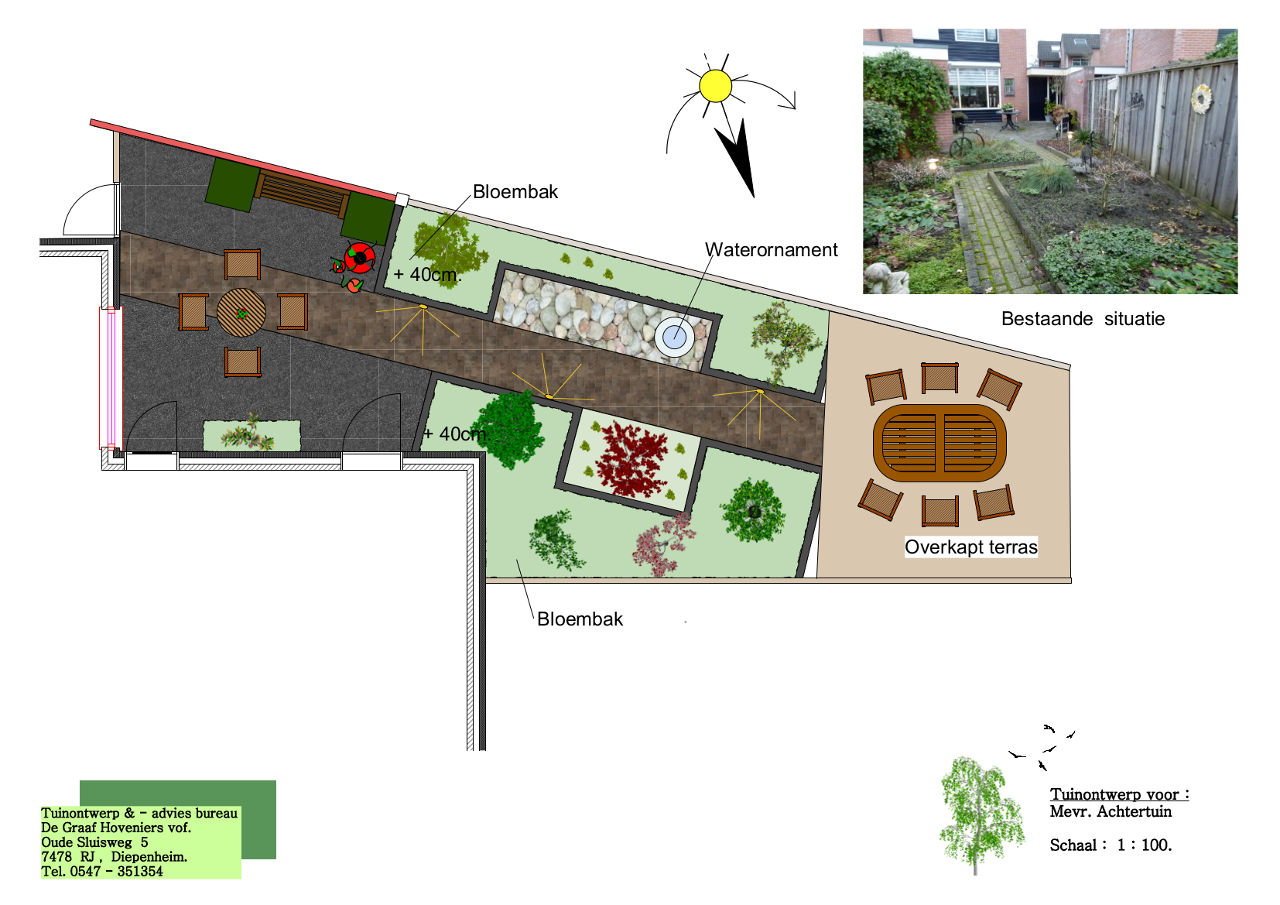 Bloembak
Waterornament
+ 40cm.
Bestaande situatie
+ 40cm.
Overkapt terras
Bloembak
Tuinontwerp & - advies bureau
De Graaf Hoveniers vof.
Oude Sluisweg 5
7478 RJ , Diepenheim.
Tel. 0547 - 351354
Tuinontwerp voor :
Mevr. Achtertuin
Schaal : 1 : 100.